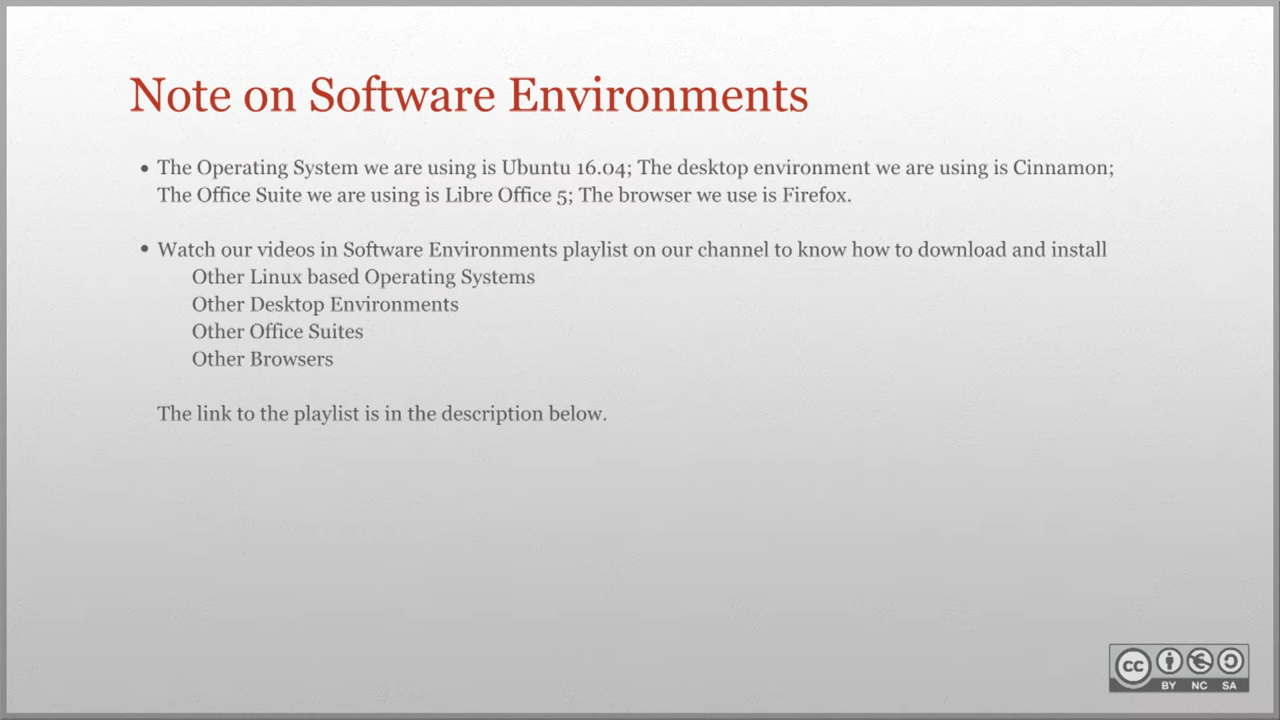 Note on Software Environments
• The Operating System we are using is Ubuntu 16.04; The desktop environment we are using is Cinnamon;
The Office Suite we are using is Libre Office 5; The browser we use is Firefox.
• Watch our videos in Software Environments playlist on our channel to know how to download and install
Other Linux based Operating Systems
Other Desktop Environments
Other Office Suites
Other Browsers
The link to the playlist is in the description below.
cc
BY NC SA